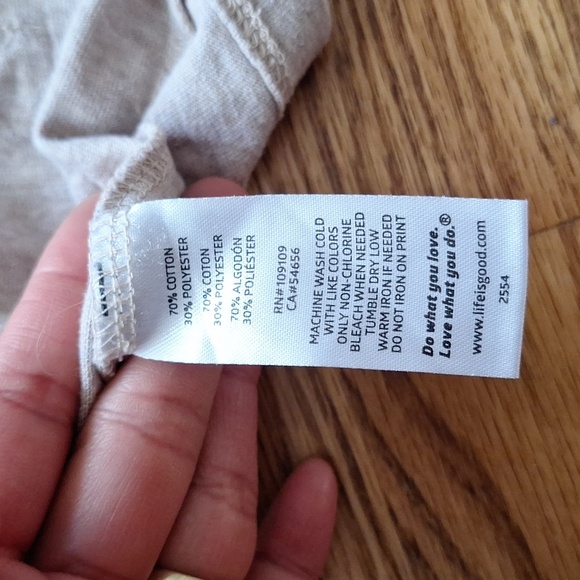 70% COTTON
30% POLYESTER
70% COTON
30% POLYESTER
70% ALGODÓN
30% POLIÉSTER
RN# 109109
CA#54656
MACHINE WASH COLD
WITH LIKE COLORS
ONLY NON-CHLORINE
BLEACH WHEN NEEDED
TUMBLE DRY LOW
WARM IRON IF NEEDED
DO NOT IRON ON PRINT
Do what you love.
Love what you do.®
www.lifeisgood.com
2554